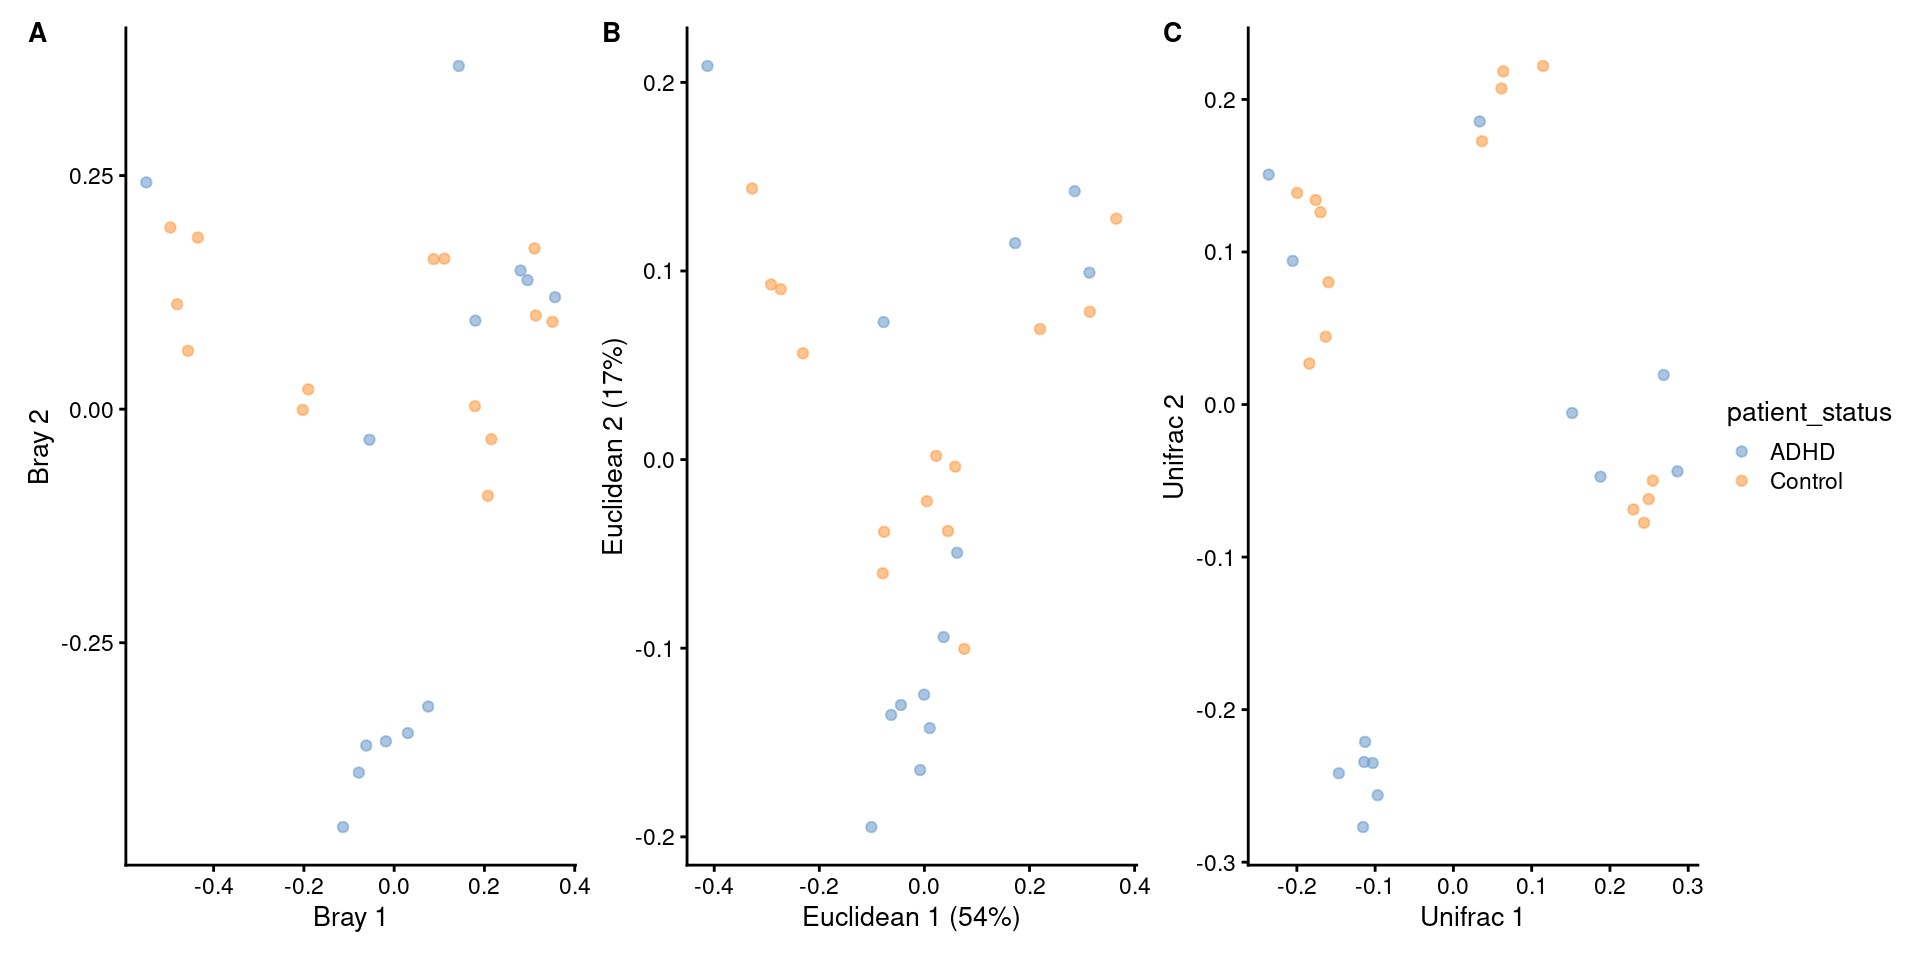 A
B
C
Bray 2
0.25
0.00
-0.25
-0.4 -0.2 0.0 0.2 0.4
Bray 1
Euclidean 2 (17%)
0.2
0.1
0.0
-0.1
-0.2
-0.4 -0.2 0.0 0.2 0.4
Euclidean 1 (54%)
Unifrac 2
0.2
0.1
0.0
-0.1
-0.2
-0.3
-0.2 -0.1 0.0 0.1 0.2 0.3
Unifrac 1
patient_status
ADHD
Control